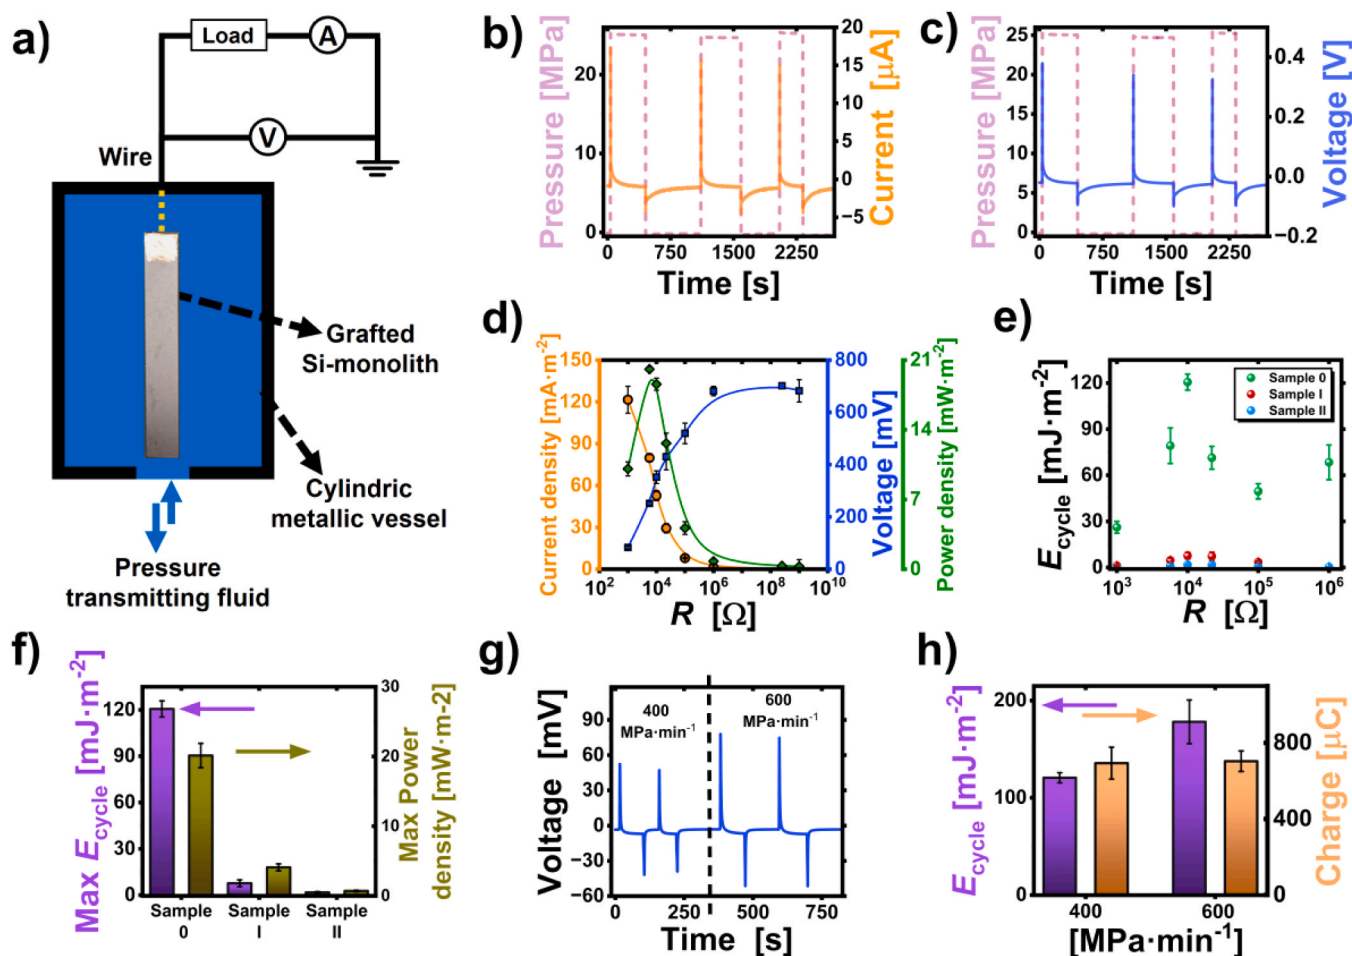 a)
Load
A
V
Wire
Grafted
Si-monolith
Cylindric
metallic vessel
Pressure
transmitting fluid
b)
Pressure [MPa]
20
15
10
5
0
Current [μA]
20
15
10
5
0
−5
0 750 1500 2250
Time [s]
c)
Pressure [MPa]
25
20
15
10
5
0
Voltage [V]
0.4
0.2
0.0
−0.2
0 750 1500 2250
Time [s]
d)
Current density [mA·m⁻²]
150
120
90
60
30
0
Voltage [mV]
800
600
400
200
0
Power density [mW·m⁻²]
21
14
7
0
10² 10⁴ 10⁶ 10⁸ 10¹⁰
R [Ω]
e)
E_cycle [mJ·m⁻²]
120
90
60
30
0
Sample 0
Sample I
Sample II
10³ 10⁴ 10⁵ 10⁶
R [Ω]
f)
Max E_cycle [mJ·m⁻²]
120
90
60
30
0
Max Power
density [mW·m-2]
30
20
10
0
Sample Sample Sample
0 I II
g)
Voltage [mV]
90
60
30
0
−30
−60
400
MPa·min⁻¹
600
MPa·min⁻¹
0 250 500 750
Time [s]
h)
E_cycle [mJ·m⁻²]
200
100
0
Charge [μC]
800
400
0
400 600
[MPa·min⁻¹]